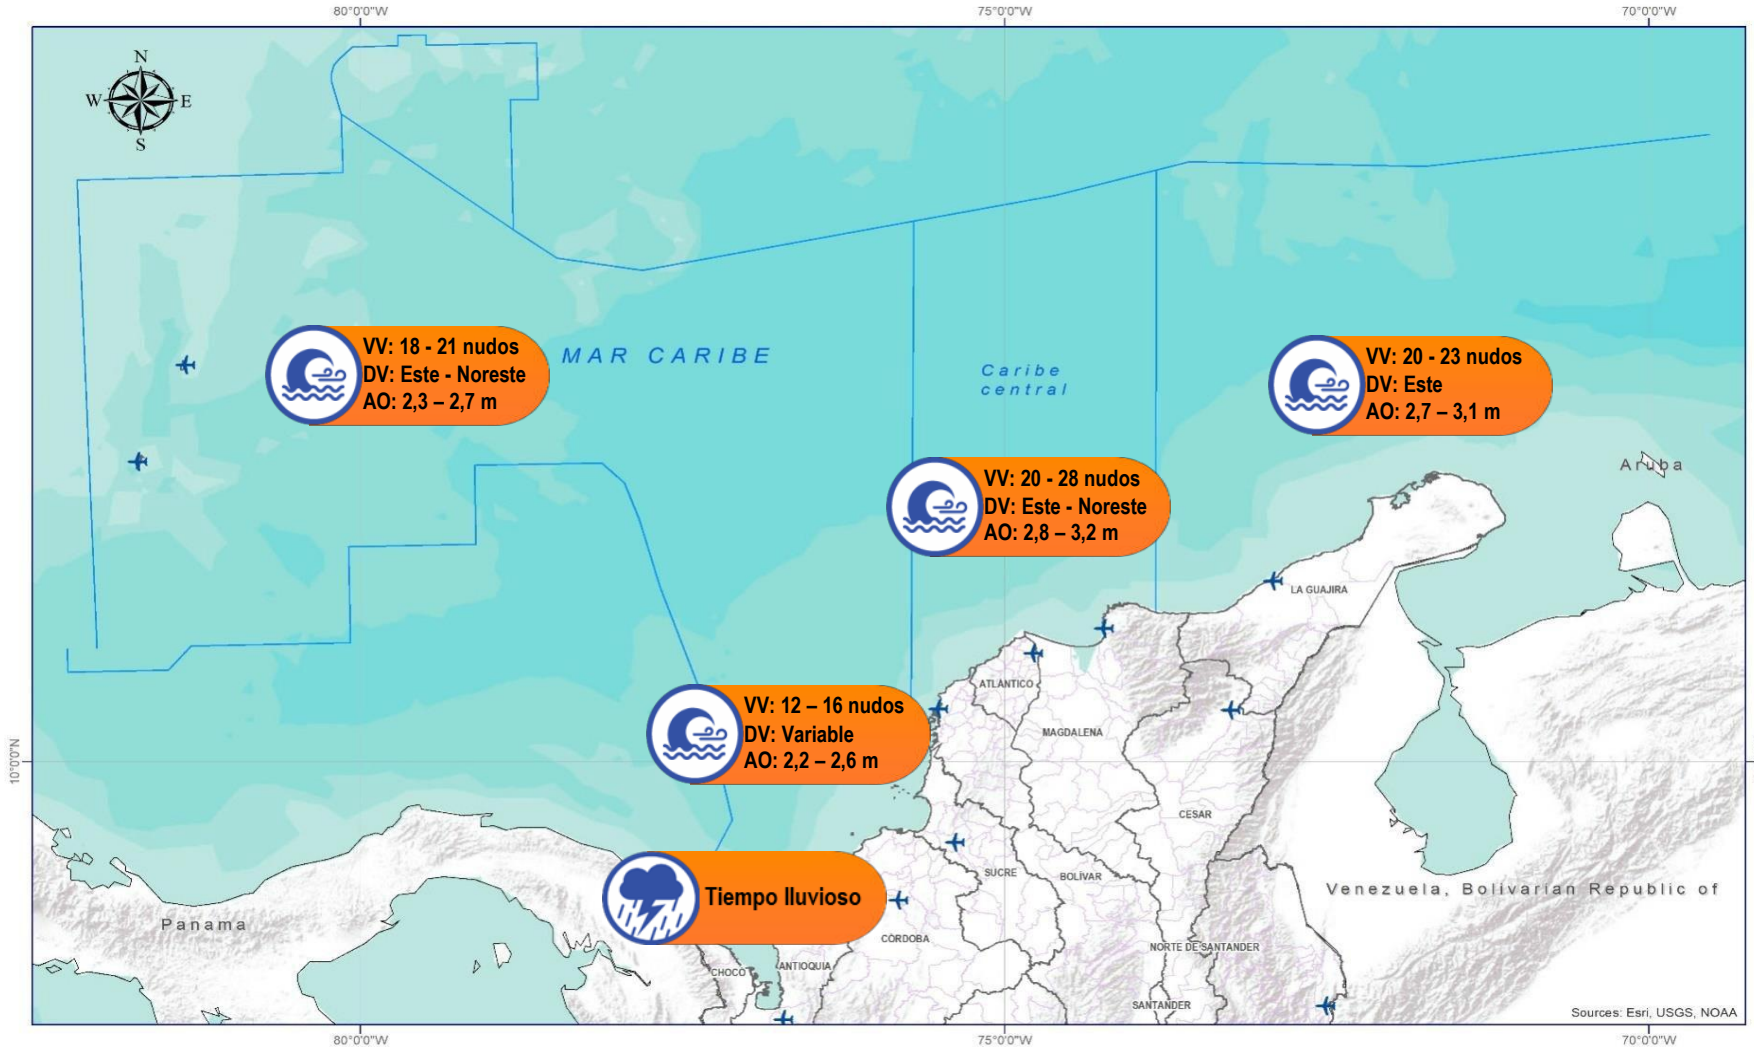 80°0'0"W
75°0'0"W
70°0'0"W
N
W
E
S
VV: 18 - 21 nudos
DV: Este - Noreste
AO: 2,3 – 2,7 m
MAR CARIBE
Caribe
central
VV: 20 - 23 nudos
DV: Este
AO: 2,7 – 3,1 m
Aruba
VV: 20 - 28 nudos
DV: Este - Noreste
AO: 2,8 – 3,2 m
LA GUAJIRA
ATLÁNTICO
VV: 12 – 16 nudos
DV: Variable
AO: 2,2 – 2,6 m
MAGDALENA
10°0'0"N
CESAR
SUCRE
BOLÍVAR
Venezuela, Bolivarian Republic of
Tiempo lluvioso
Panama
CÓRDOBA
NORTE DE SANTANDER
CHOCÓ
ANTIOQUIA
SANTANDER
Sources: Esri, USGS, NOAA
80°0'0"W
75°0'0"W
70°0'0"W